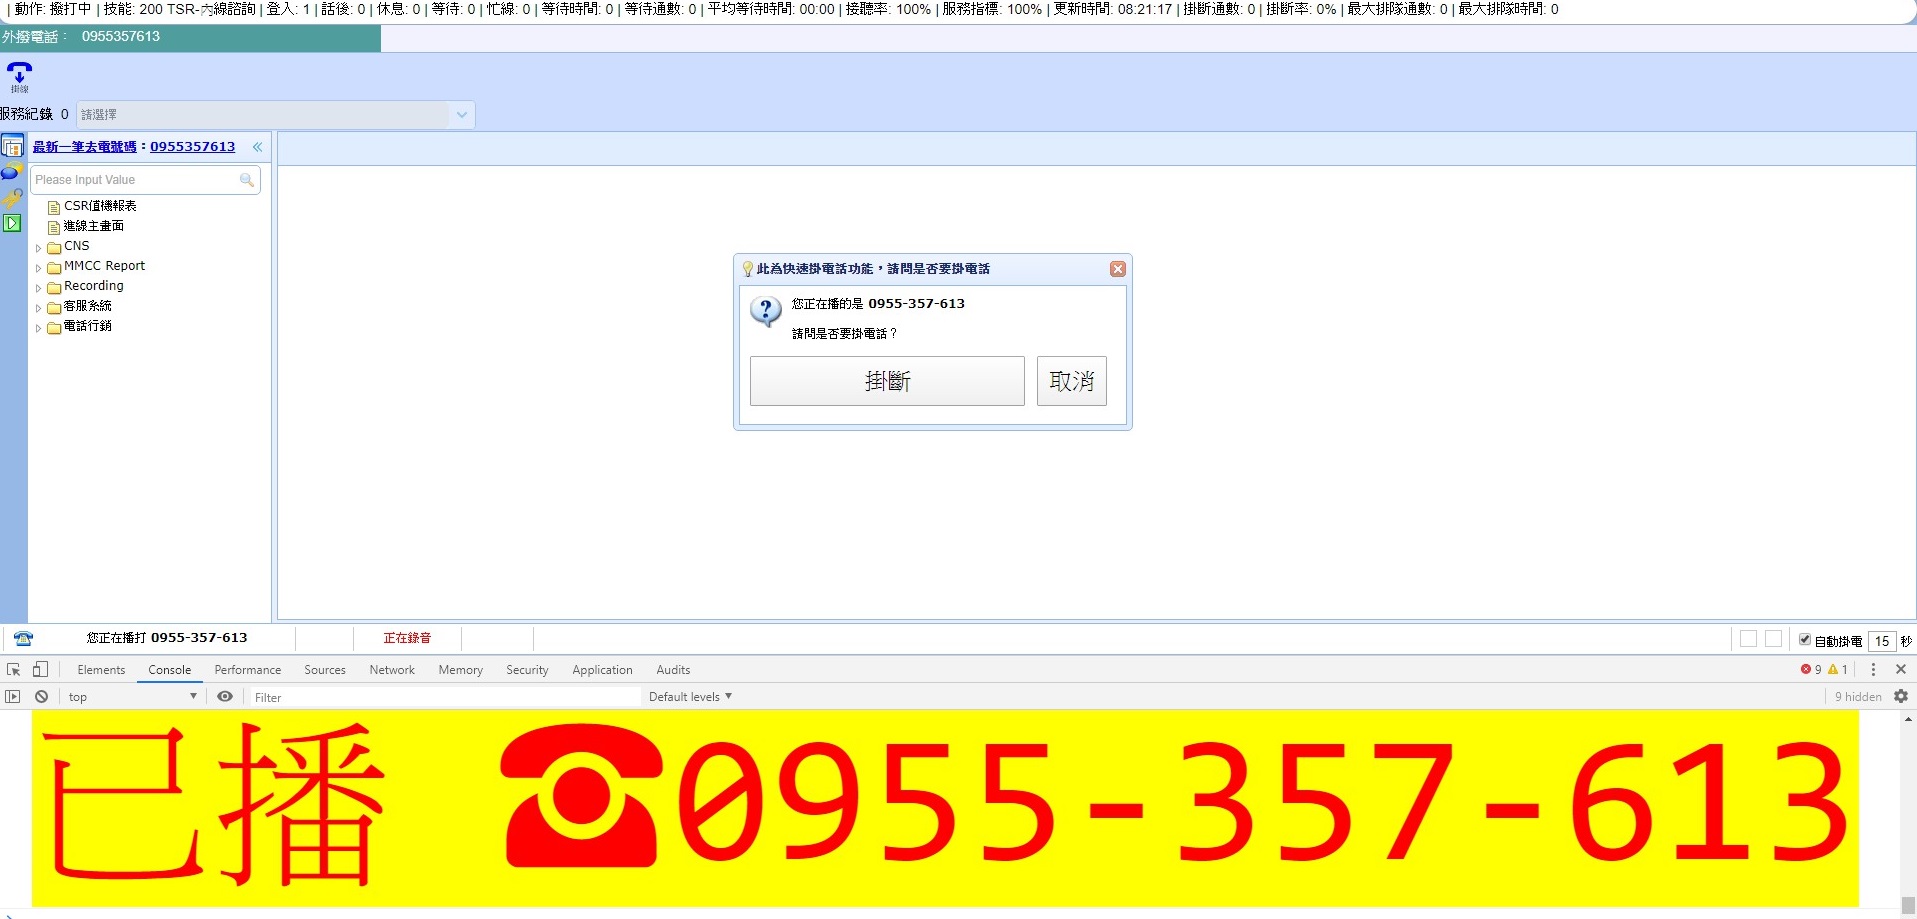 | 動作: 撥打中 | 技能: 200 TSR-內線諮詢 | 登入: 1 | 話後: 0 | 休息: 0 | 等待: 0 | 忙線: 0 | 等待時間: 0 | 等待通數: 0 | 平均等待時間: 00:00 | 接聽率: 100% | 服務指標: 100% | 更新時間: 08:21:17 | 掛斷通數: 0 | 掛斷率: 0% | 最大排隊通數: 0 | 最大排隊時間: 0
外撥電話： 0955357613
掛線
服務紀錄 0 請選擇
最新一筆去電號碼：0955357613 «
Please Input Value
CSR值機報表
進線主畫面
CNS
MMCC Report
Recording
客服系統
電話行銷
此為快速掛電話功能，請問是否要掛電話
您正在播的是 0955-357-613
請問是否要掛電話？
掛斷 取消
您正在播打 0955-357-613 正在錄音 自動掛電 15 秒
Elements Console Performance Sources Network Memory Security Application Audits 9 1
top Filter Default levels 9 hidden
已播 ☎0955-357-613